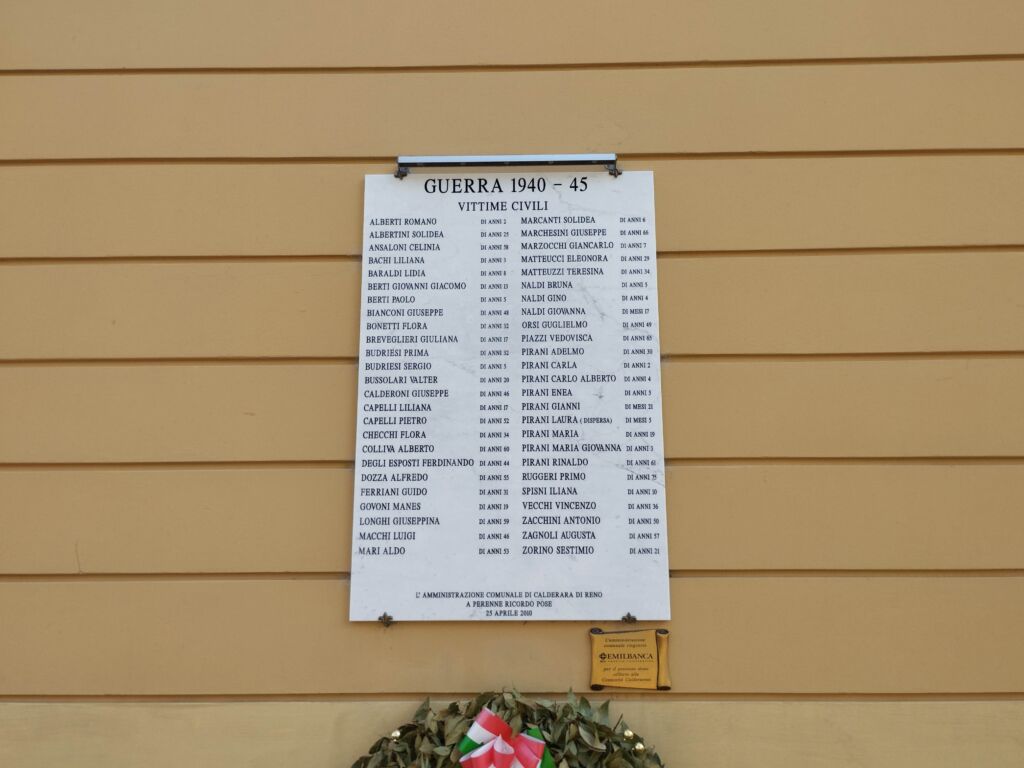 GUERRA 1940 - 45
VITTIME CIVILI
ALBERTI ROMANO DI ANNI 2
ALBERTINI SOLIDEA DI ANNI 25
ANSALONI CELINIA DI ANNI 58
BACHI LILIANA DI ANNI 3
BARALDI LIDIA DI ANNI 8
BERTI GIOVANNI GIACOMO DI ANNI 13
BERTI PAOLO DI ANNI 5
BIANCONI GIUSEPPE DI ANNI 48
BONETTI FLORA DI ANNI 32
BREVEGLIERI GIULIANA DI ANNI 17
BUDRIESI PRIMA DI ANNI 32
BUDRIESI SERGIO DI ANNI 3
BUSSOLARI VALTER DI ANNI 20
CALDERONI GIUSEPPE DI ANNI 46
CAPELLI LILIANA DI ANNI 17
CAPELLI PIETRO DI ANNI 52
CHECCHI FLORA DI ANNI 34
COLLIVA ALBERTO DI ANNI 60
DEGLI ESPOSTI FERDINANDO DI ANNI 44
DOZZA ALFREDO DI ANNI 55
FERRIANI GUIDO DI ANNI 31
GOVONI MANES DI ANNI 19
LONGHI GIUSEPPINA DI ANNI 59
MACCHI LUIGI DI ANNI 46
MARI ALDO DI ANNI 53
MARCANTI SOLIDEA DI ANNI 6
MARCHESINI GIUSEPPE DI ANNI 66
MARZOCCHI GIANCARLO DI ANNI 7
MATTEUCCI ELEONORA DI ANNI 29
MATTEUZZI TERESINA DI ANNI 34
NALDI BRUNA DI ANNI 5
NALDI GINO DI ANNI 4
NALDI GIOVANNA DI MESI 17
ORSI GUGLIELMO DI ANNI 49
PIAZZI VEDOVISCA DI ANNI 85
PIRANI ADELMO DI ANNI 30
PIRANI CARLA DI ANNI 2
PIRANI CARLO ALBERTO DI ANNI 4
PIRANI ENEA DI ANNI 5
PIRANI GIANNI DI MESI 21
PIRANI LAURA ( DISPERSA) DI MESI 5
PIRANI MARIA DI ANNI 19
PIRANI MARIA GIOVANNA DI ANNI 3
PIRANI RINALDO DI ANNI 61
RUGGERI PRIMO DI ANNI 75
SPISNI ILIANA DI ANNI 10
VECCHI VINCENZO DI ANNI 36
ZACCHINI ANTONIO DI ANNI 50
ZAGNOLI AUGUSTA DI ANNI 57
ZORINO SESTIMIO DI ANNI 21
L' AMMINISTRAZIONE COMUNALE DI CALDERARA DI RENO
A PERENNE RICORDO POSE
25 APRILE 2010
L'amministrazione
comunale ringrazia
EMILBANCA
per il prezioso
offerto alla
Comunità Calderarese